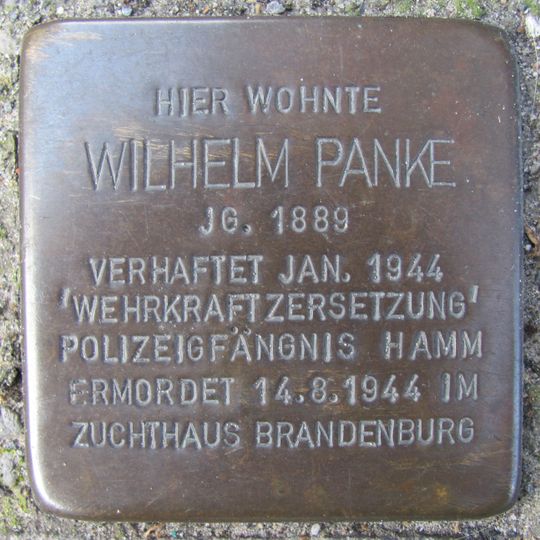 HIER WOHNTE
WILHELM PANKE
JG. 1889
VERHAFTET JAN. 1944
'WEHRKRAFTZERSETZUNG'
POLIZEIGFÄNGNIS HAMM
ERMORDET 14.8.1944 IM
ZUCHTHAUS BRANDENBURG